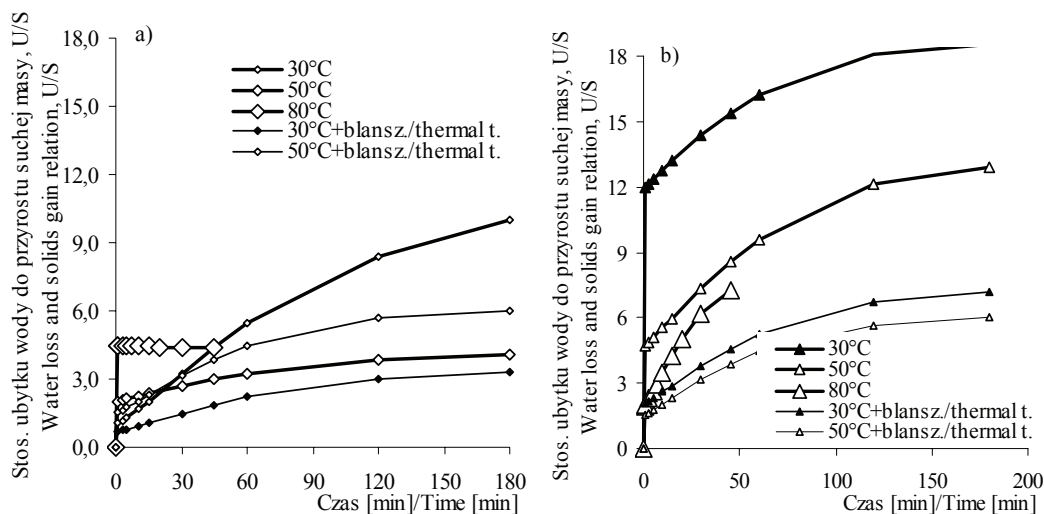 Stos. ubytku wody do przyrostu suchej masy, U/S
Water loss and solids gain relation, U/S
a)
18,0
15,0
12,0
9,0
6,0
3,0
0,0
30°C
50°C
80°C
30°C+blansz./thermal t.
50°C+blansz./thermal t.
0 30 60 90 120 150 180
Czas [min]/Time [min]
Stos. ubytku wody do przyrostu suchej masy, U/S
Water loss and solids gain relation, U/S
b)
18
15
12
9
6
3
0
30°C
50°C
80°C
30°C+blansz./thermal t.
50°C+blansz./thermal t.
0 50 100 150 200
Czas [min]/Time [min]